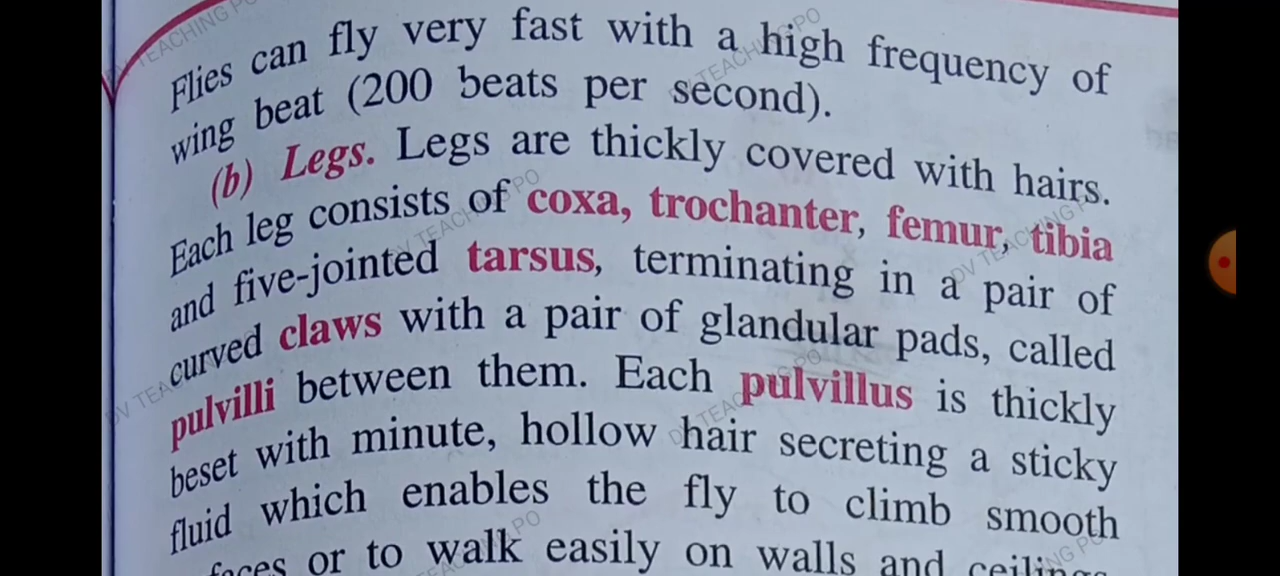 Flies can fly very fast with a high frequency of
wing beat (200 beats per second).
(b) Legs. Legs are thickly covered with hairs.
Each leg consists of coxa, trochanter, femur, tibia
and five-jointed tarsus, terminating in a pair of
curved claws with a pair of glandular pads, called
pulvilli between them. Each pulvillus is thickly
beset with minute, hollow hair secreting a sticky
fluid which enables the fly to climb smooth
or to walk easily on walls and